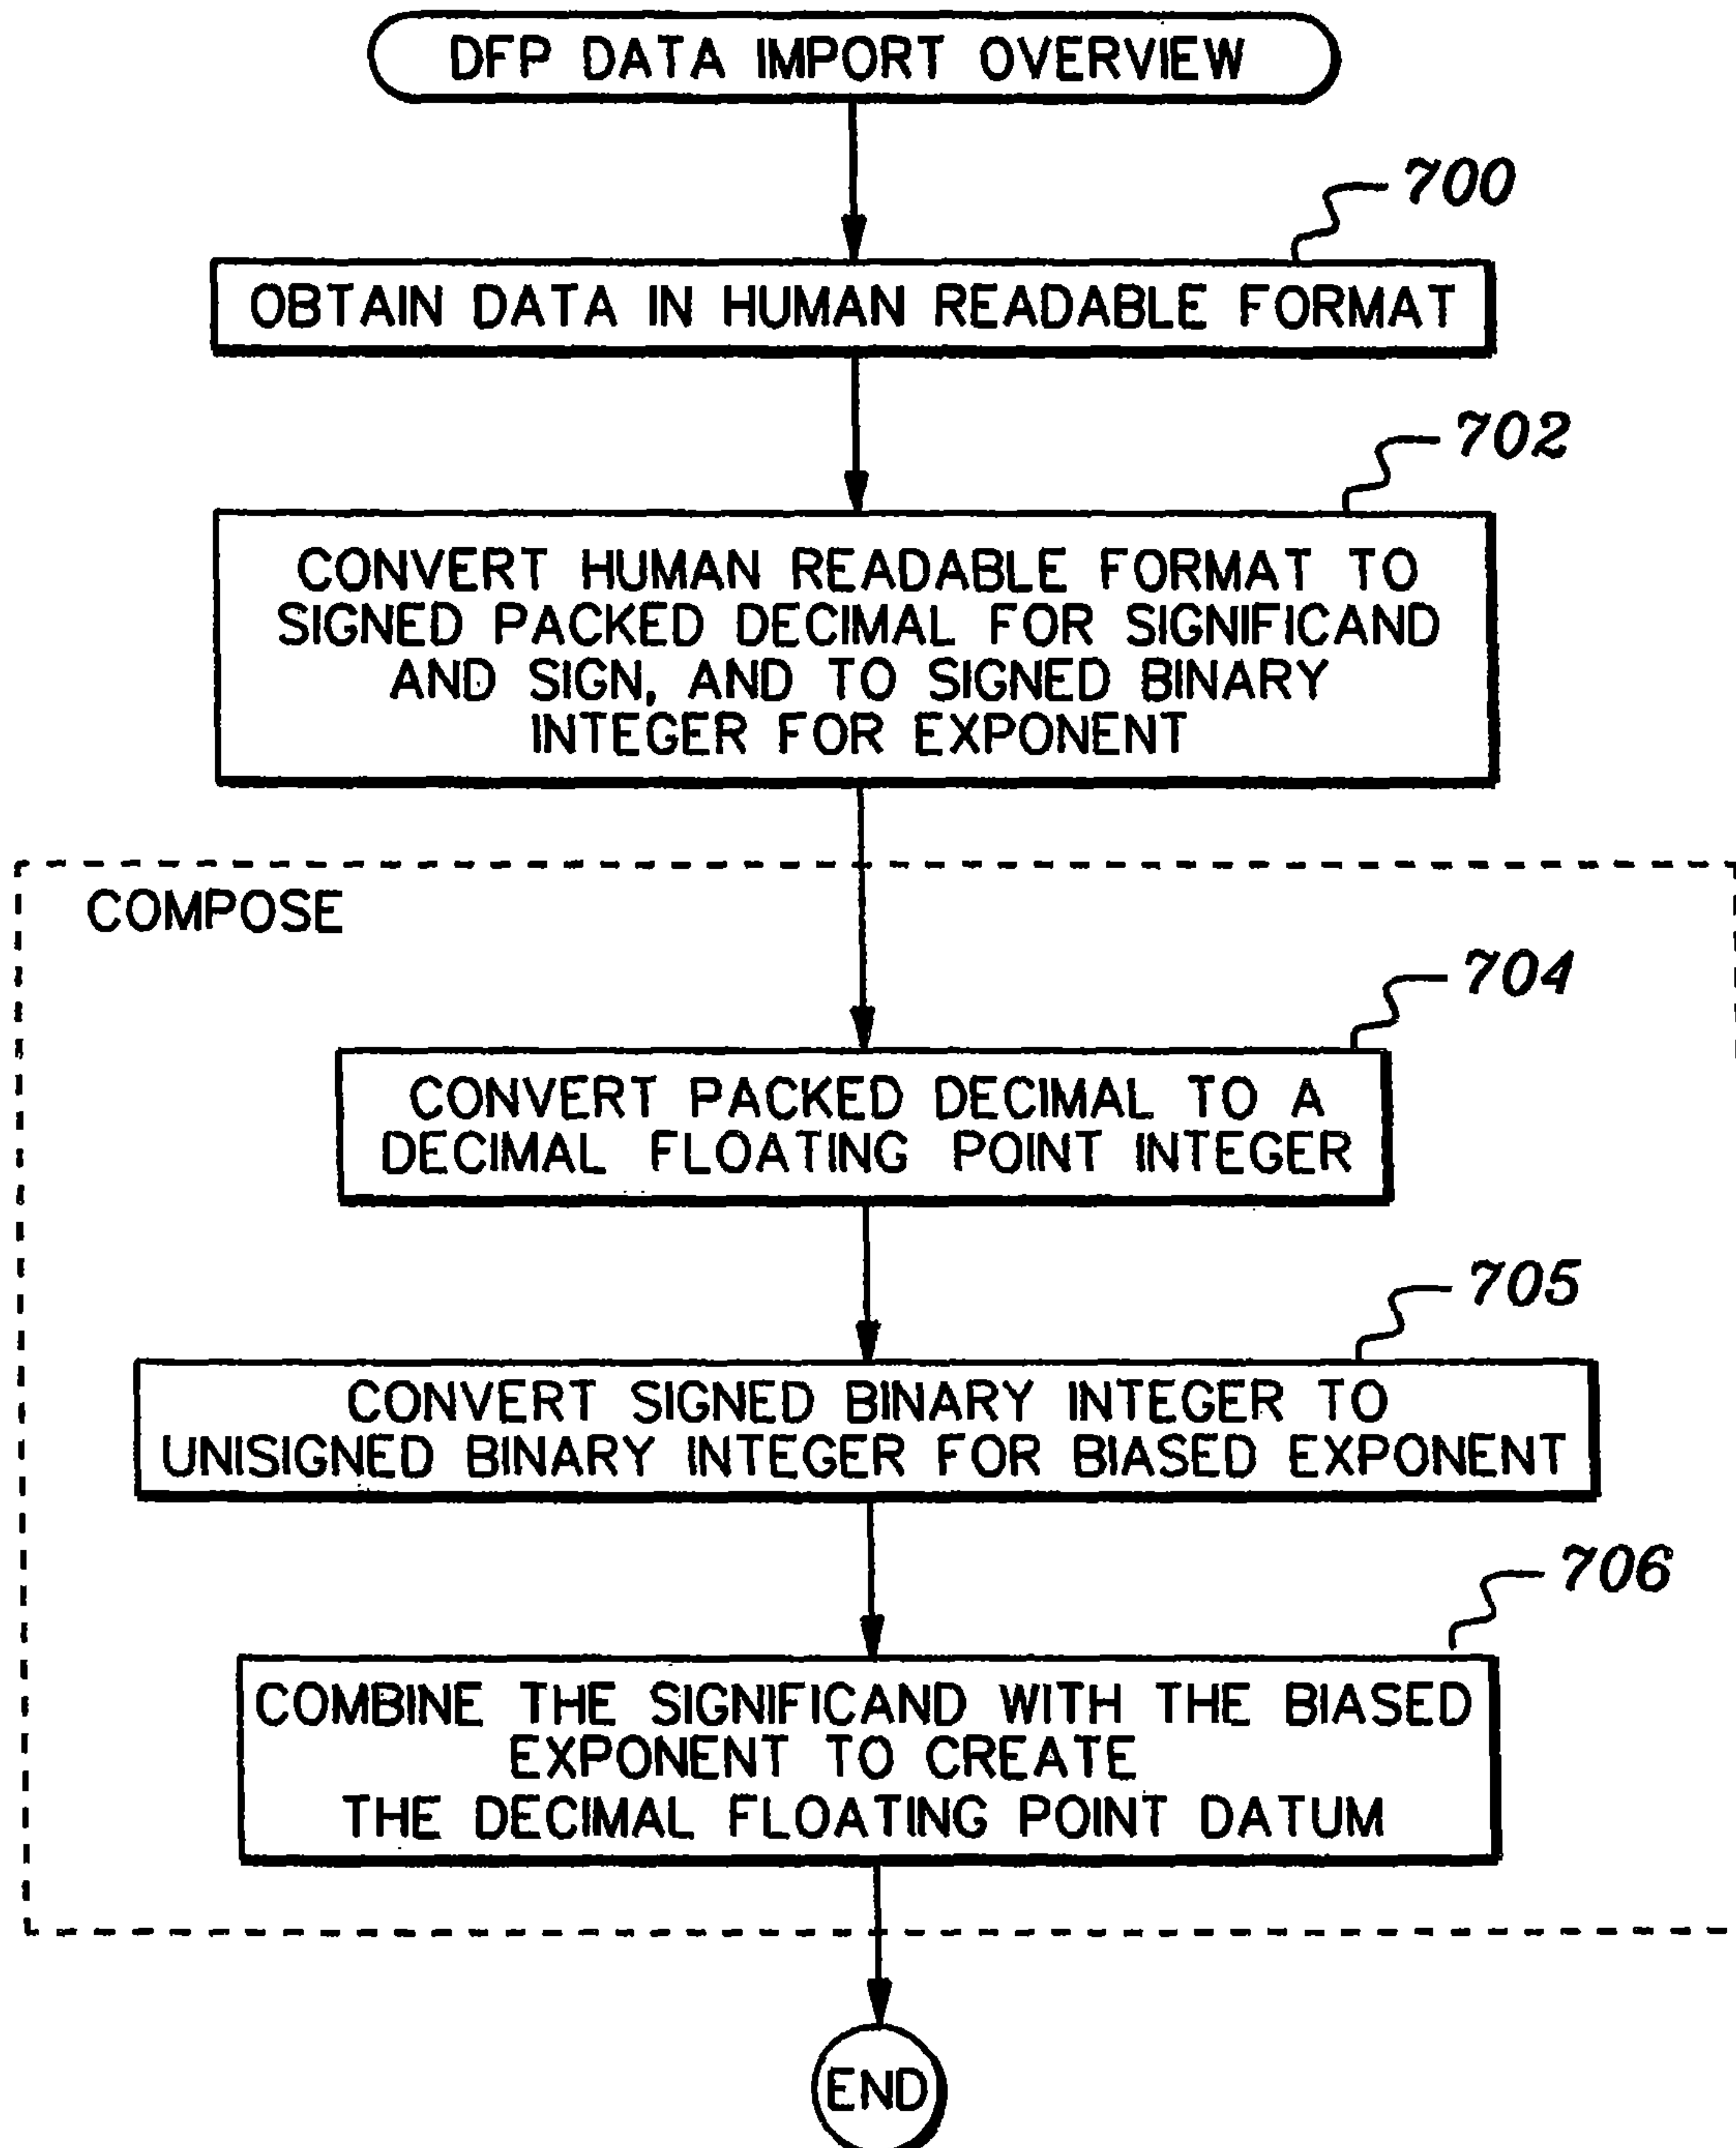 DFP DATA IMPORT OVERVIEW
700
OBTAIN DATA IN HUMAN READABLE FORMAT
702
CONVERT HUMAN READABLE FORMAT TO
SIGNED PACKED DECIMAL FOR SIGNIFICAND
AND SIGN, AND TO SIGNED BINARY
INTEGER FOR EXPONENT
COMPOSE
704
CONVERT PACKED DECIMAL TO A
DECIMAL FLOATING POINT INTEGER
705
CONVERT SIGNED BINARY INTEGER TO
UNISIGNED BINARY INTEGER FOR BIASED EXPONENT
706
COMBINE THE SIGNIFICAND WITH THE BIASED
EXPONENT TO CREATE
THE DECIMAL FLOATING POINT DATUM
END